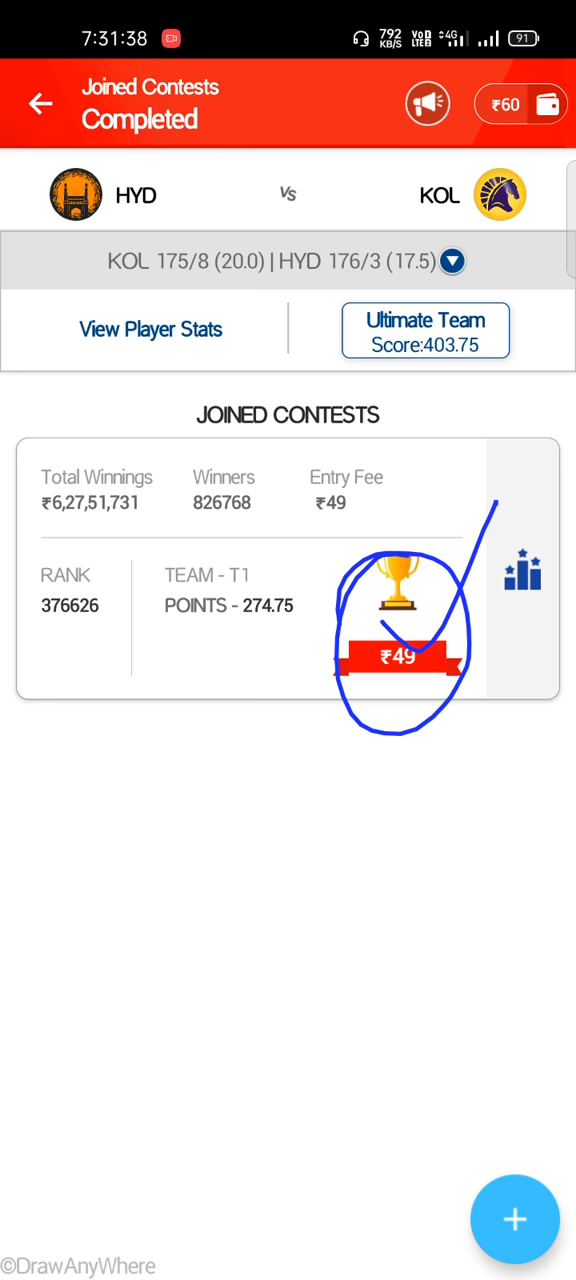 7:31:38 792 KB/S VoD LTE2 4G 91
Joined Contests
Completed
₹60
HYD Vs KOL
KOL 175/8 (20.0) | HYD 176/3 (17.5)
View Player Stats
Ultimate Team
Score:403.75
JOINED CONTESTS
Total Winnings Winners Entry Fee
₹6,27,51,731 826768 ₹49
RANK TEAM - T1
376626 POINTS - 274.75
₹49
©DrawAnyWhere